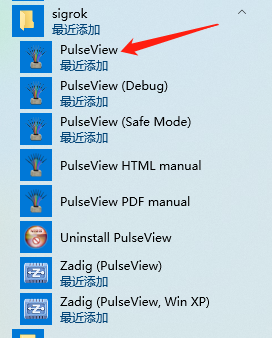 sigrok
最近添加
PulseView
最近添加
PulseView (Debug)
最近添加
PulseView (Safe Mode)
最近添加
PulseView HTML manual
PulseView PDF manual
Uninstall PulseView
Zadig (PulseView)
最近添加
Zadig (PulseView, Win XP)
最近添加